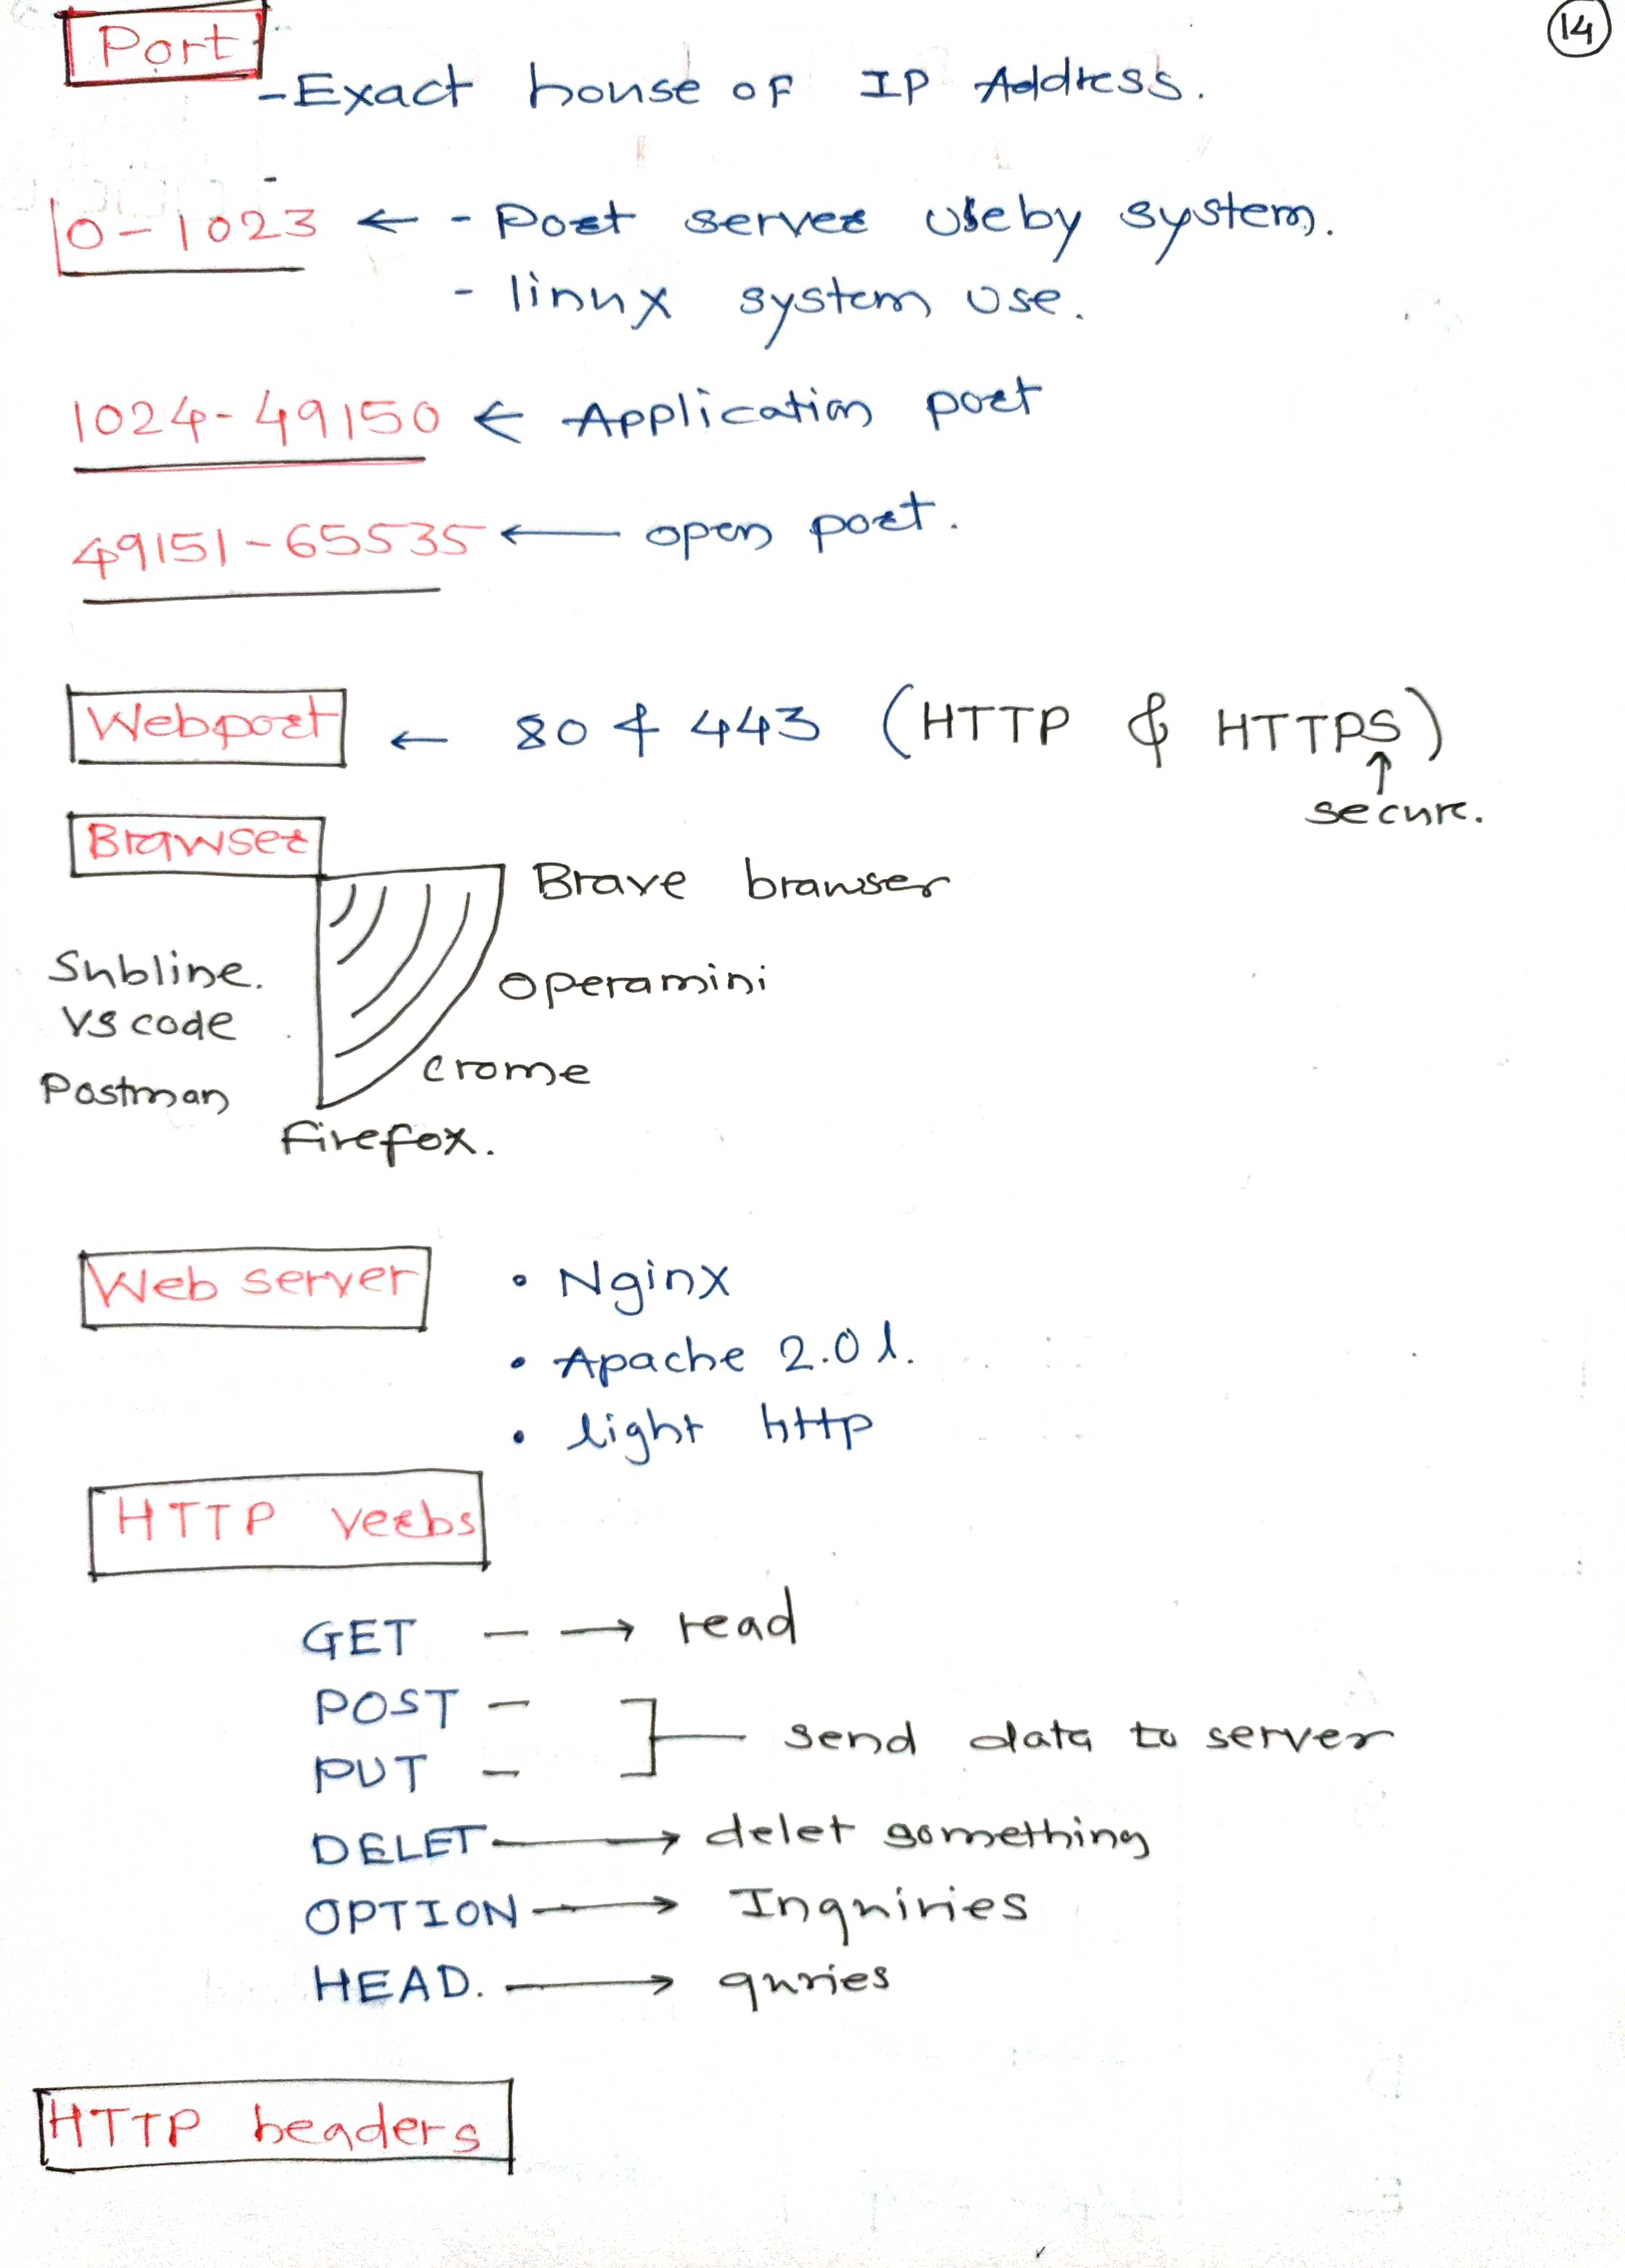 14
Port
-Exact house of IP Address.
0-1023 ← - Port server use by system.
- linux system use.
1024-49150 ← Application port
49151-65535 ← open port.
Webport ← 80 & 443 (HTTP & HTTPS)
↑
secure.
Browser
Brave browser
Subline.
Operamini
VS code
crome
Postman
firefox.
Web server • Nginx
• Apache 2.01.
• light http
HTTP verbs
GET - → read
POST -
send data to server
PUT -
DELET → delet something
OPTION → Inquiries
HEAD. → quries
HTTP headers